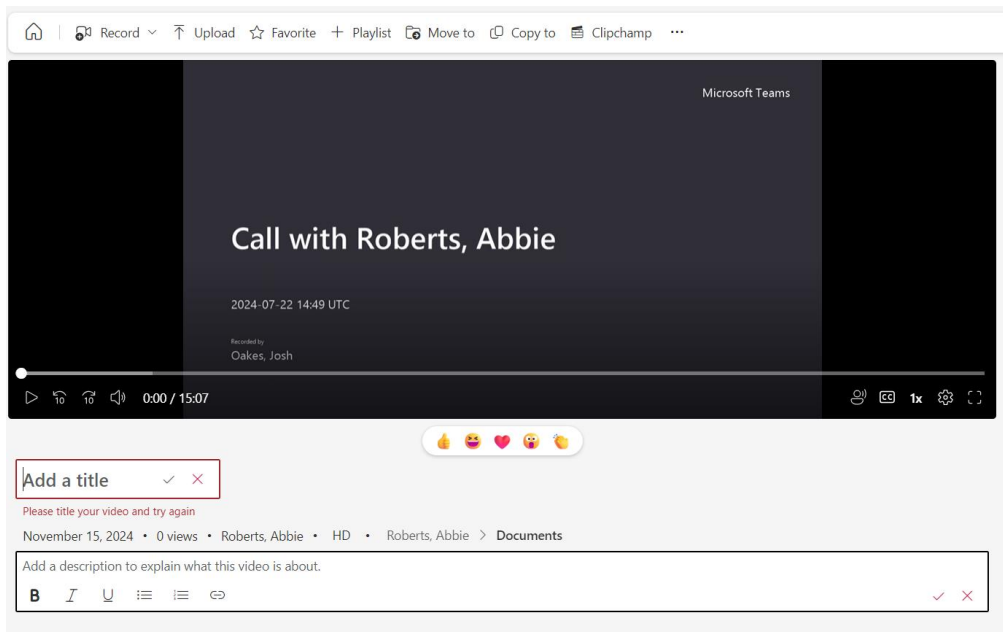 Record Upload Favorite Playlist Move to Copy to Clipchamp ...
Microsoft Teams
Call with Roberts, Abbie
2024-07-22 14:49 UTC
Recorded by
Oakes, Josh
10 10 0:00 / 15:07 CC 1x
Add a title
Please title your video and try again
November 15, 2024 • 0 views • Roberts, Abbie • HD • Roberts, Abbie > Documents
Add a description to explain what this video is about.
B I U